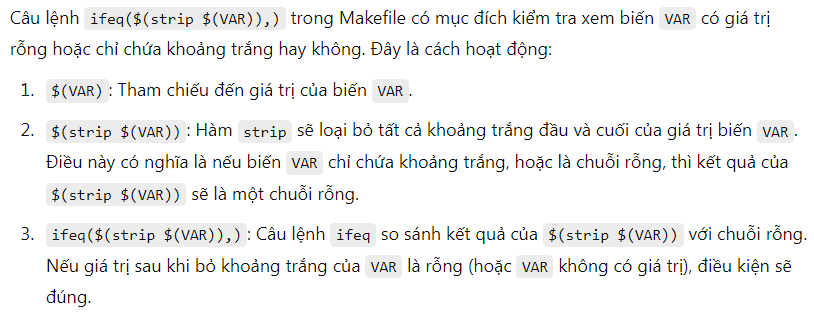 Câu lệnh ifeq($(strip $(VAR)),) trong Makefile có mục đích kiểm tra xem biến VAR có giá trị
rỗng hoặc chỉ chứa khoảng trắng hay không. Đây là cách hoạt động:
1. $(VAR): Tham chiếu đến giá trị của biến VAR.
2. $(strip $(VAR)): Hàm strip sẽ loại bỏ tất cả khoảng trắng đầu và cuối của giá trị biến VAR.
Điều này có nghĩa là nếu biến VAR chỉ chứa khoảng trắng, hoặc là chuỗi rỗng, thì kết quả của
$(strip $(VAR)) sẽ là một chuỗi rỗng.
3. ifeq($(strip $(VAR)),): Câu lệnh ifeq so sánh kết quả của $(strip $(VAR)) với chuỗi rỗng.
Nếu giá trị sau khi bỏ khoảng trắng của VAR là rỗng (hoặc VAR không có giá trị), điều kiện sẽ
đúng.